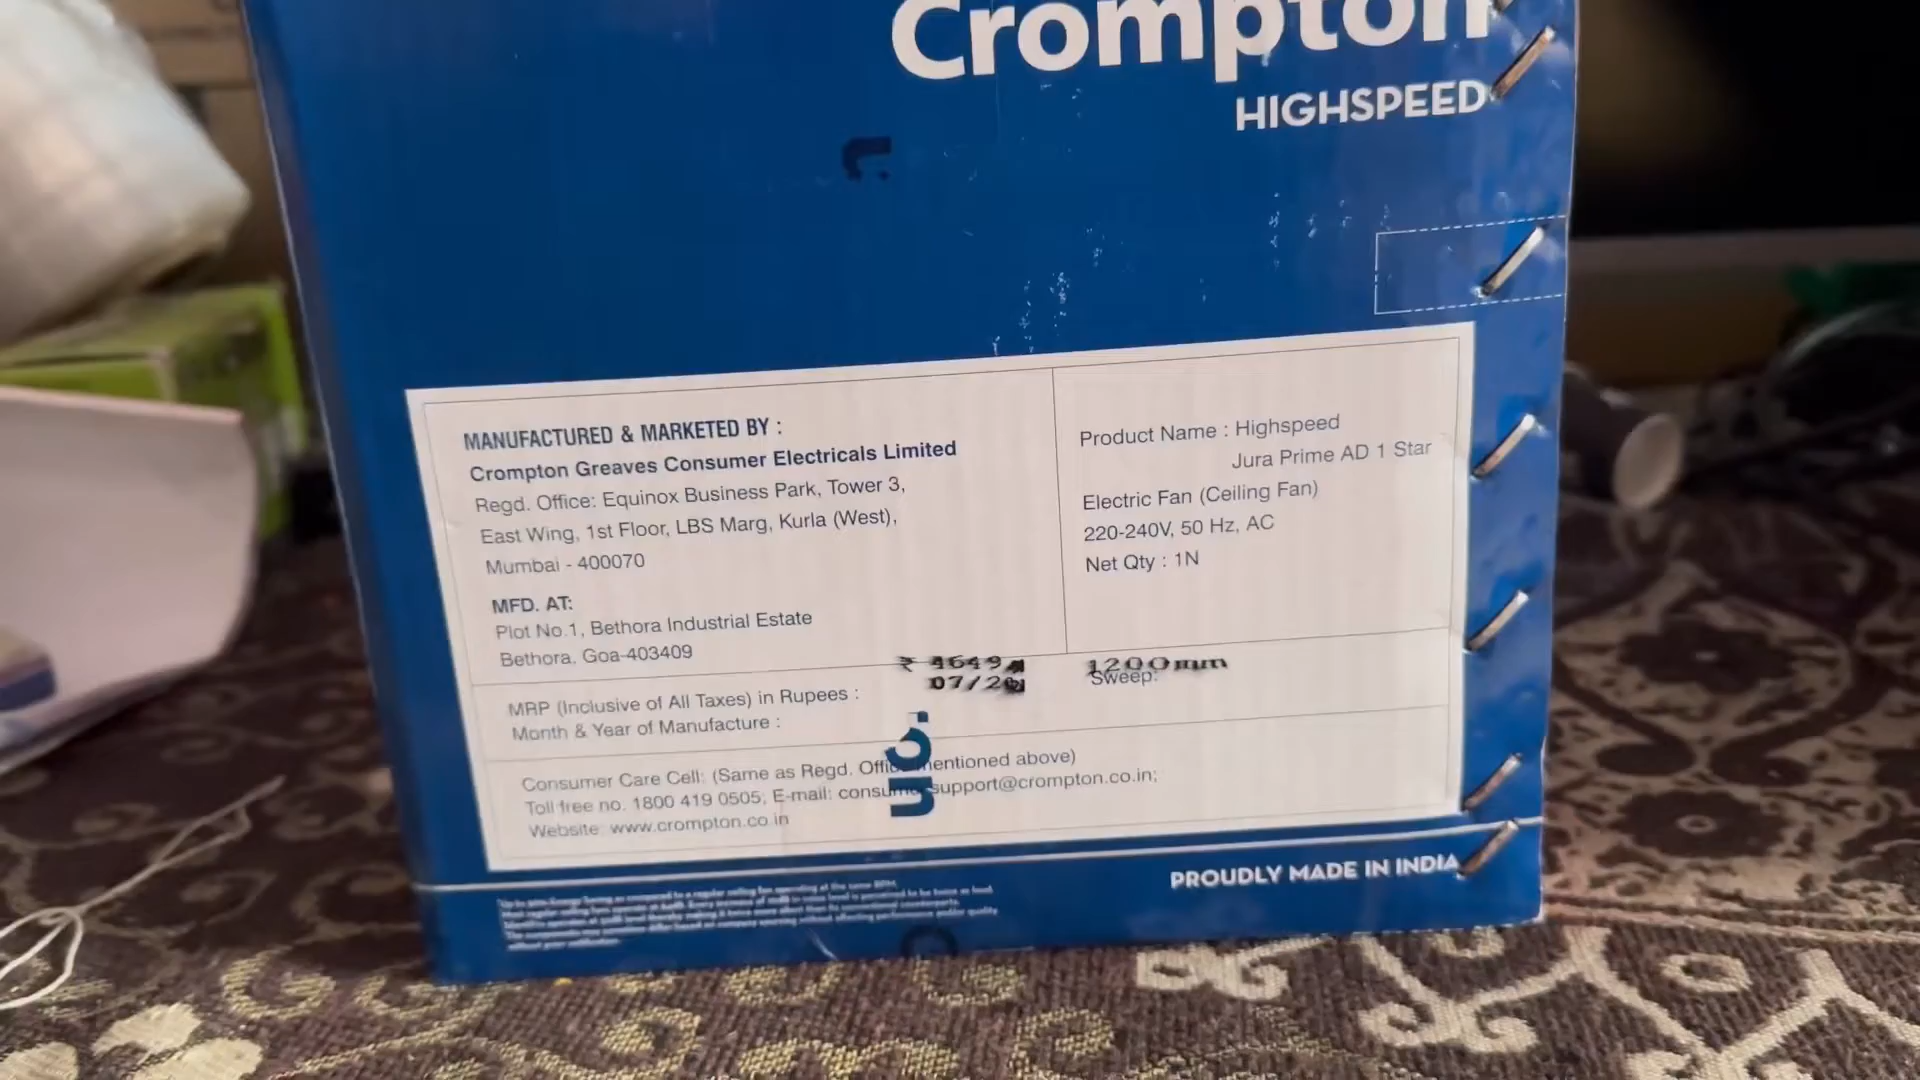 Crompton
HIGHSPEED
MANUFACTURED & MARKETED BY :
Crompton Greaves Consumer Electricals Limited
Regd. Office: Equinox Business Park, Tower 3,
East Wing, 1st Floor, LBS Marg, Kurla (West),
Mumbai - 400070
MFD. AT:
Plot No.1, Bethora Industrial Estate
Bethora, Goa-403409
Product Name : Highspeed
Jura Prime AD 1 Star
Electric Fan (Ceiling Fan)
220-240V, 50 Hz, AC
Net Qty : 1N
MRP (Inclusive of All Taxes) in Rupees :
₹ 4649
Month & Year of Manufacture :
Sweep:
1200mm
Consumer Care Cell: (Same as Regd. Office mentioned above)
Toll free no. 1800 419 0505, E-mail: support@crompton.co.in;
Website: www.crompton.co.in
PROUDLY MADE IN INDIA